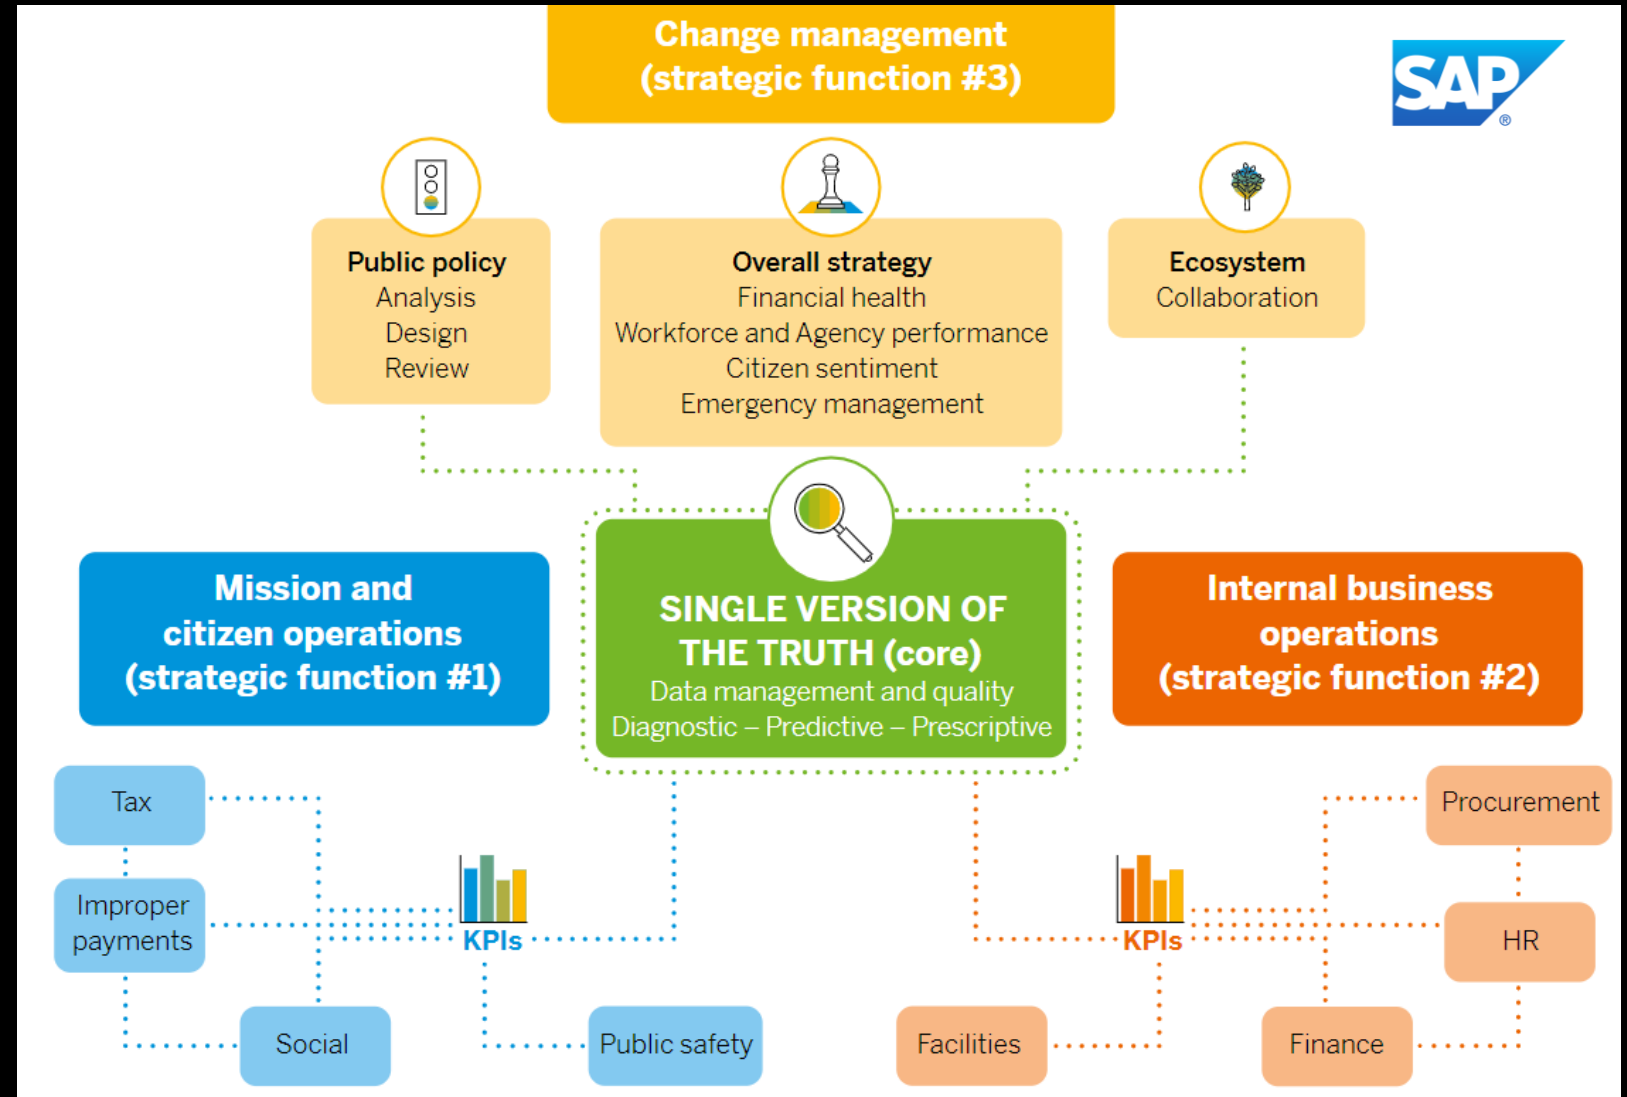 Change management
(strategic function #3)
SAP
®
Public policy
Analysis
Design
Review
Overall strategy
Financial health
Workforce and Agency performance
Citizen sentiment
Emergency management
Ecosystem
Collaboration
Mission and
citizen operations
(strategic function #1)
SINGLE VERSION OF
THE TRUTH (core)
Data management and quality
Diagnostic – Predictive – Prescriptive
Internal business
operations
(strategic function #2)
Tax
Improper
payments
Social
KPIs
Public safety
KPIs
Facilities
Procurement
HR
Finance